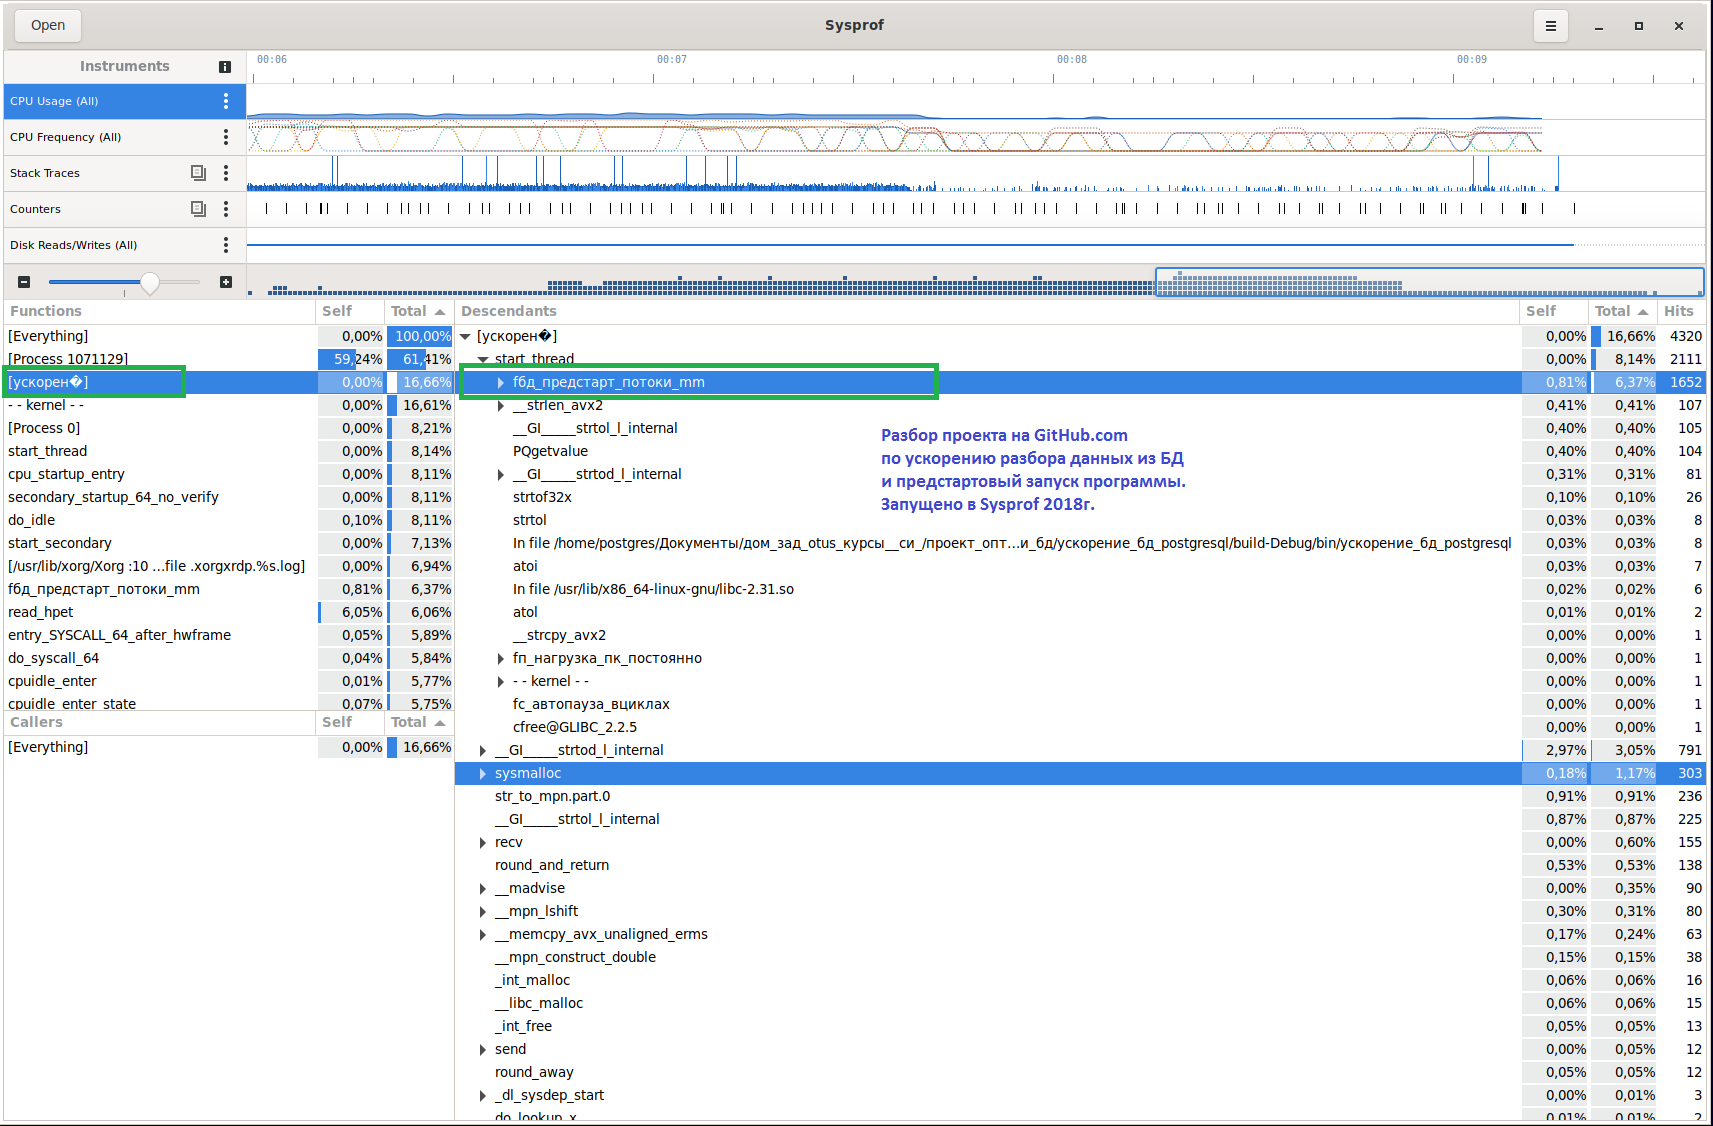 Open
Sysprof
Instruments
00:06
00:07
00:08
00:09
CPU Usage (All)
CPU Frequency (All)
Stack Traces
Counters
Disk Reads/Writes (All)
Functions Self Total
[Everything] 0,00% 100,00%
[Process 1071129] 59,24% 61,41%
[ускорен�] 0,00% 16,66%
- - kernel - - 0,00% 16,61%
[Process 0] 0,00% 8,21%
start_thread 0,00% 8,14%
cpu_startup_entry 0,00% 8,11%
secondary_startup_64_no_verify 0,00% 8,11%
do_idle 0,10% 8,11%
start_secondary 0,00% 7,13%
[/usr/lib/xorg/Xorg :10 ...file .xorgxrdp.%s.log] 0,00% 6,94%
fбд_предстарт_потоки_mm 0,81% 6,37%
read_hpet 6,05% 6,06%
entry_SYSCALL_64_after_hwframe 0,05% 5,89%
do_syscall_64 0,04% 5,84%
cpuidle_enter 0,01% 5,77%
cpuidle_enter_state 0,07% 5,75%
Callers Self Total
[Everything] 0,00% 16,66%
Descendants Self Total Hits
[ускорен�] 0,00% 16,66% 4320
start_thread 0,00% 8,14% 2111
fбд_предстарт_потоки_mm 0,81% 6,37% 1652
__strlen_avx2 0,41% 0,41% 107
__GI_____strtol_l_internal 0,40% 0,40% 105
PQgetvalue 0,40% 0,40% 104
__GI_____strtod_l_internal 0,31% 0,31% 81
strtof32x 0,10% 0,10% 26
strtol 0,03% 0,03% 8
In file /home/postgres/Документы/дом_зад_otus_курсы__си_/проект_опт...и_бд/ускорение_бд_postgresql/build-Debug/bin/ускорение_бд_postgresql 0,03% 0,03% 8
atoi 0,03% 0,03% 7
In file /usr/lib/x86_64-linux-gnu/libc-2.31.so 0,02% 0,02% 6
atol 0,01% 0,01% 2
__strcpy_avx2 0,00% 0,00% 1
fп_нагрузка_пк_постоянно 0,00% 0,00% 1
- - kernel - - 0,00% 0,00% 1
fc_автопауза_вциклах 0,00% 0,00% 1
cfree@GLIBC_2.2.5 0,00% 0,00% 1
__GI_____strtod_l_internal 2,97% 3,05% 791
sysmalloc 0,18% 1,17% 303
str_to_mpn.part.0 0,91% 0,91% 236
__GI_____strtol_l_internal 0,87% 0,87% 225
recv 0,00% 0,60% 155
round_and_return 0,53% 0,53% 138
__madvise 0,00% 0,35% 90
__mpn_lshift 0,30% 0,31% 80
__memcpy_avx_unaligned_erms 0,17% 0,24% 63
__mpn_construct_double 0,15% 0,15% 38
_int_malloc 0,06% 0,06% 16
__libc_malloc 0,06% 0,06% 15
_int_free 0,05% 0,05% 13
send 0,00% 0,05% 12
round_away 0,05% 0,05% 12
_dl_sysdep_start 0,00% 0,01% 3
do_lookup_x 0,01% 0,01% 2
Разбор проекта на GitHub.com
по ускорению разбора данных из БД
и предстартовый запуск программы.
Запущено в Sysprof 2018г.